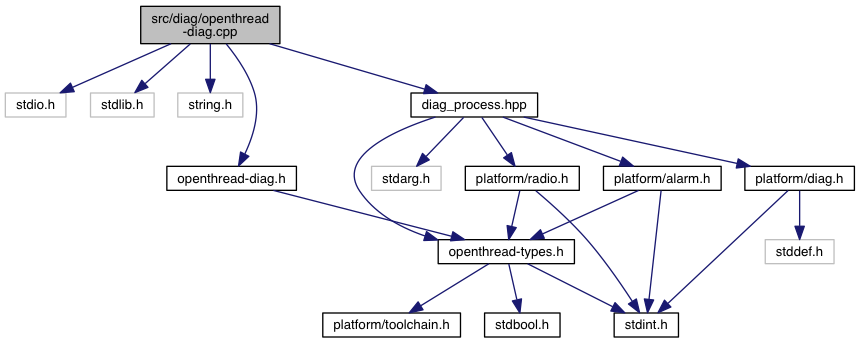 src/diag/openthread
-diag.cpp
stdio.h
stdlib.h
string.h
diag_process.hpp
openthread-diag.h
stdarg.h
platform/radio.h
platform/alarm.h
platform/diag.h
openthread-types.h
stddef.h
platform/toolchain.h
stdbool.h
stdint.h